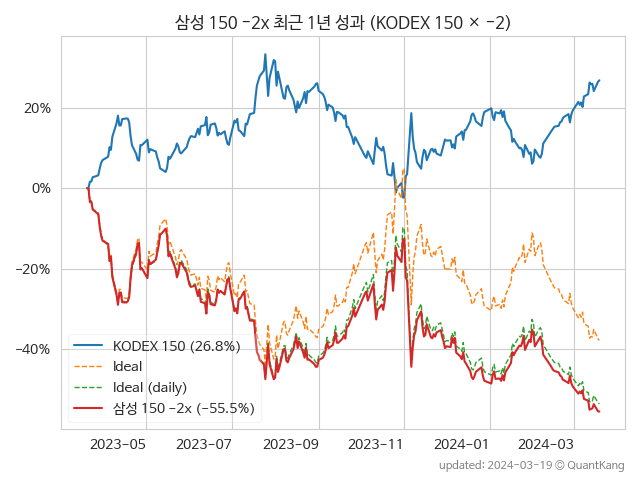 삼성 150 −2x 최근 1년 성과 (KODEX 150 × −2)
20%
0%
−20%
−40%
KODEX 150 (26.8%)
Ideal
Ideal (daily)
삼성 150 −2x (−55.5%)
2023−05
2023−07
2023−09
2023−11
2024−01
2024−03
updated: 2024−03−19 © QuantKang